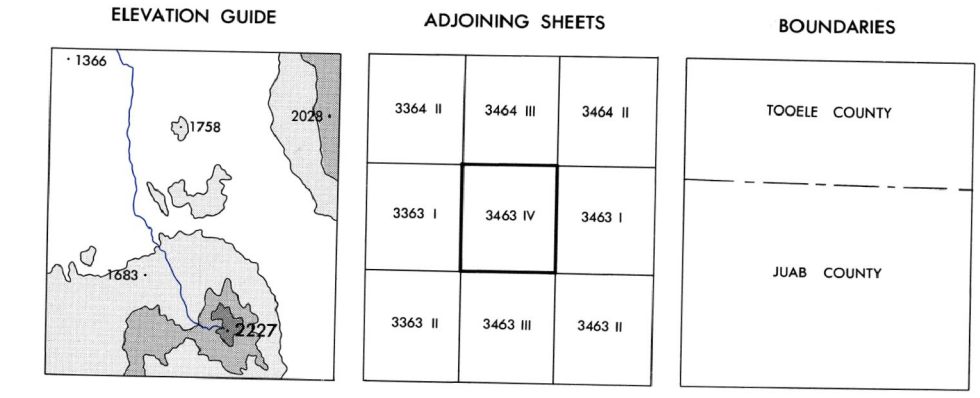 ELEVATION GUIDE
1366
1758
2028
1683
2227
ADJOINING SHEETS
3364 II 3464 III 3464 II
3363 I 3463 IV 3463 I
3363 II 3463 III 3463 II
BOUNDARIES
TOOELE COUNTY
JUAB COUNTY